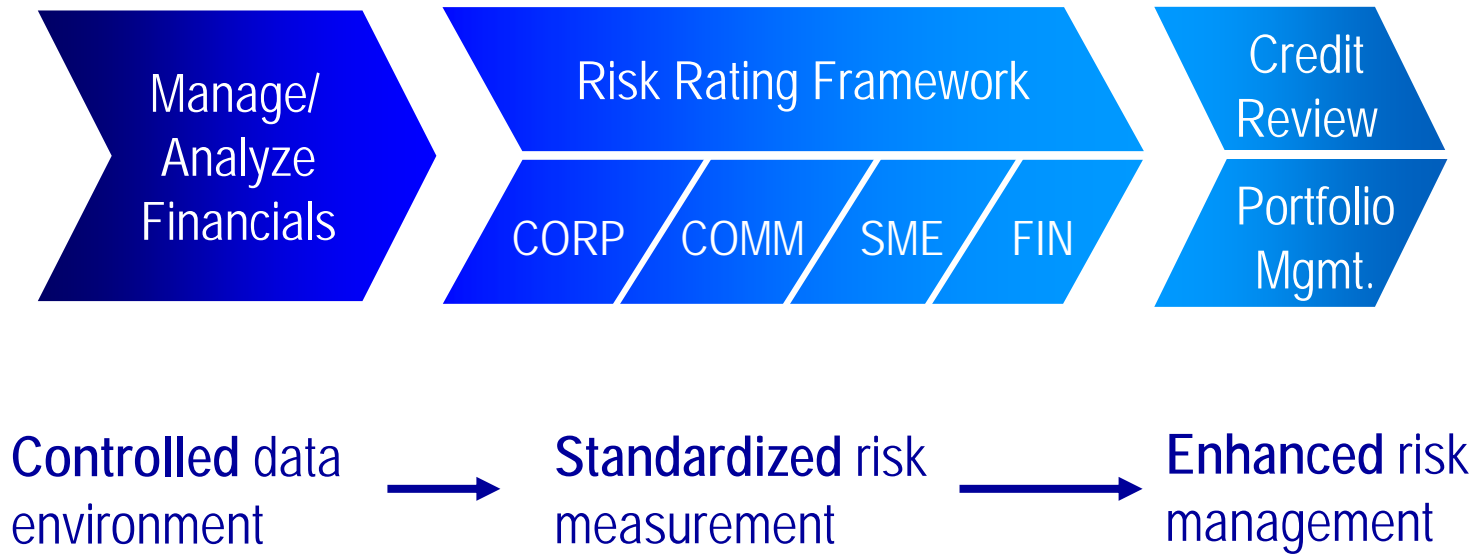 Manage/
Analyze
Financials
Risk Rating Framework
CORP
COMM
SME
FIN
Credit
Review
Portfolio
Mgmt.
Controlled data
environment
Standardized risk
measurement
Enhanced risk
management